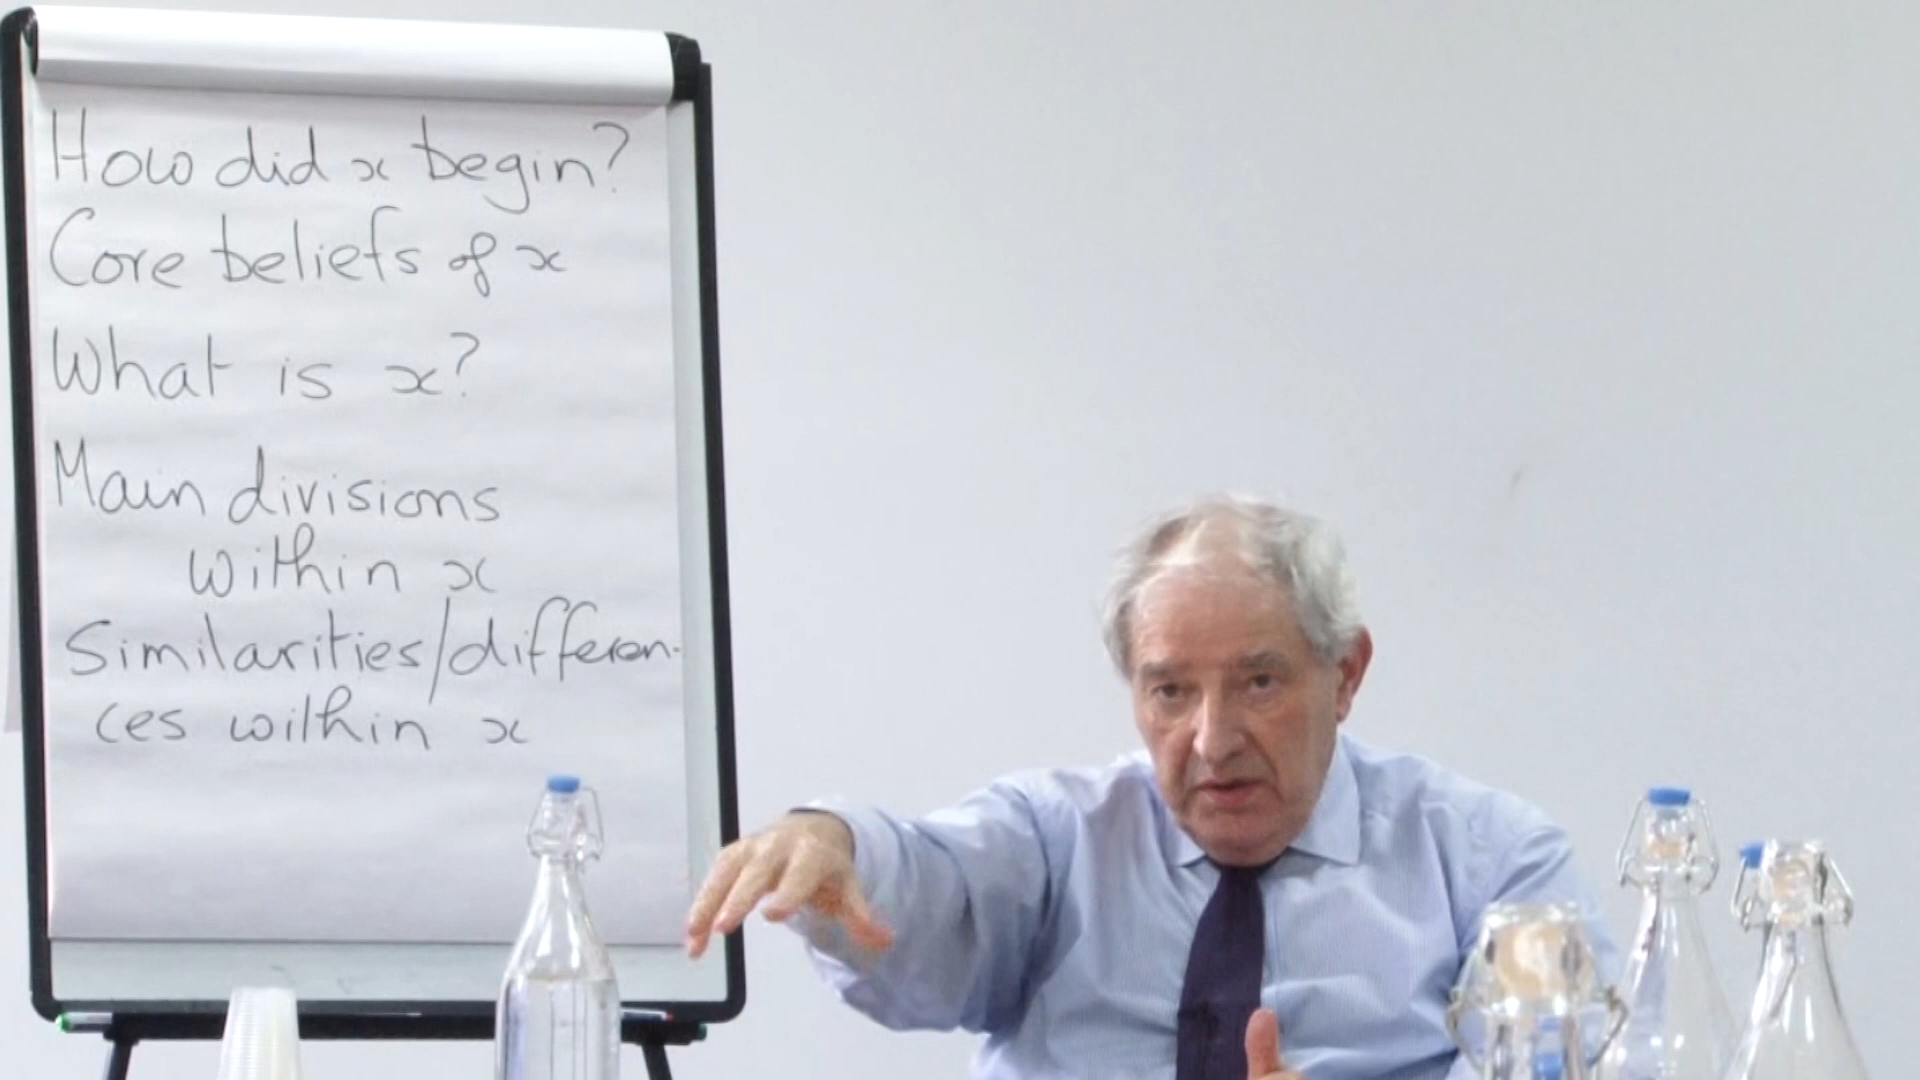 How did x begin?
Core beliefs of x
What is x?
Main divisions
within x
Similarities/differen-
ces within x